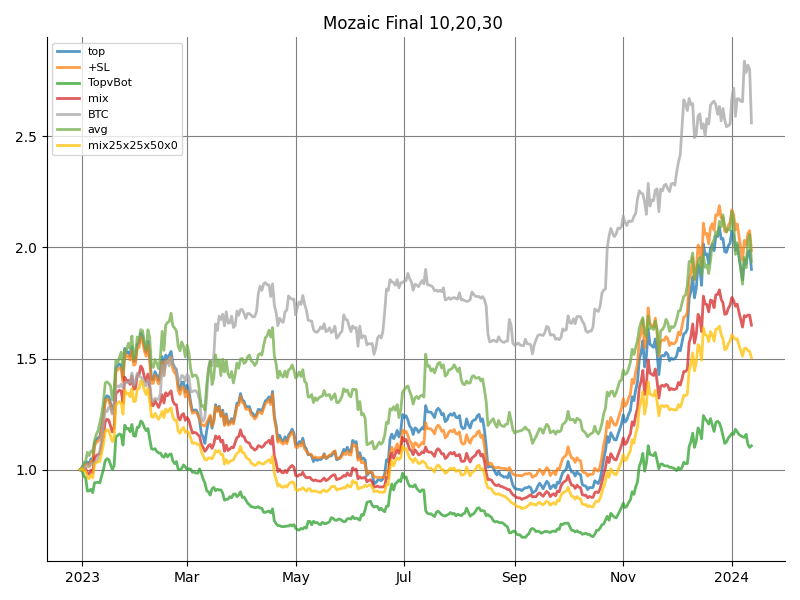 Mozaic Final 10,20,30
top
+SL
TopvBot
mix
BTC
avg
mix25x25x50x0
2.5
2.0
1.5
1.0
2023
Mar
May
Jul
Sep
Nov
2024